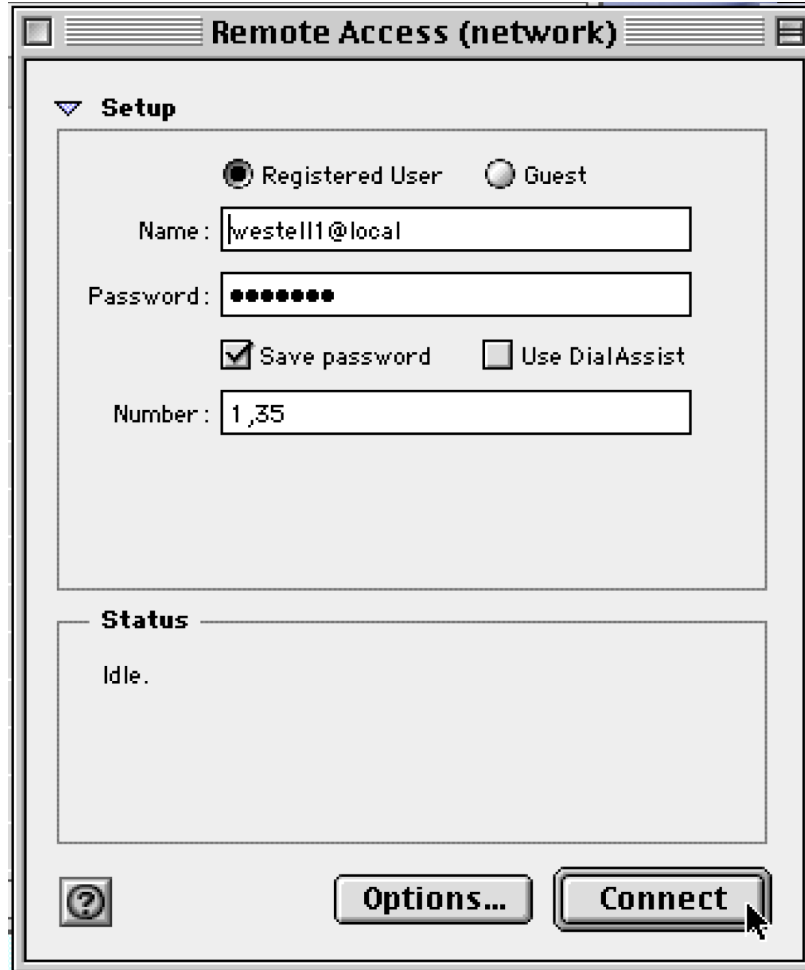 Remote Access (network)
Setup
Registered User Guest
Name: westell1@local
Password: •••••••
Save password Use DialAssist
Number: 1,35
Status
Idle.
? Options... Connect